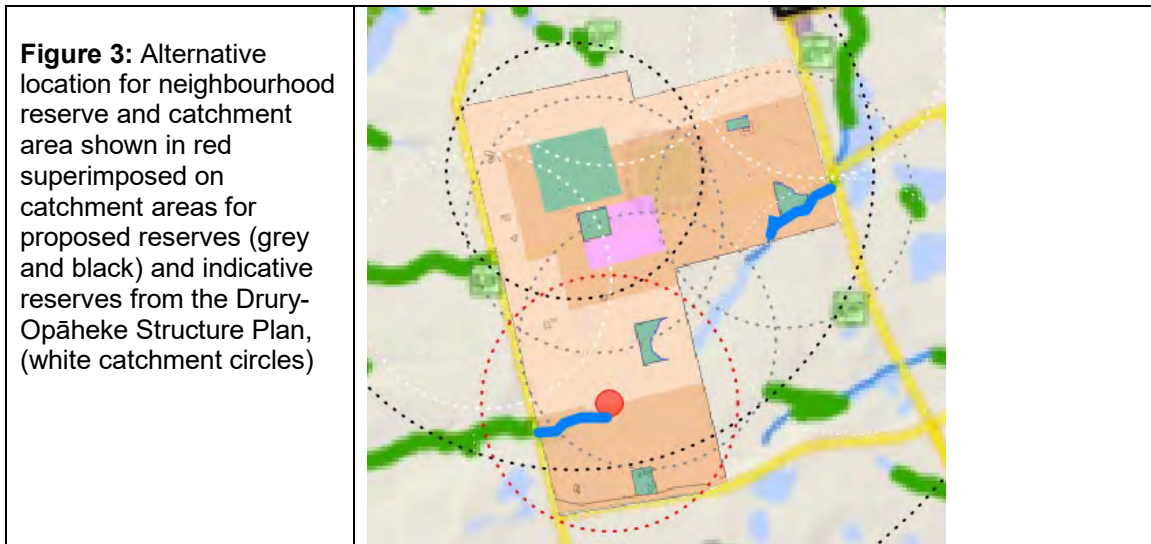 Figure 3: Alternative
location for neighbourhood
reserve and catchment
area shown in red
superimposed on
catchment areas for
proposed reserves (grey
and black) and indicative
reserves from the Drury-
Opāheke Structure Plan,
(white catchment circles)